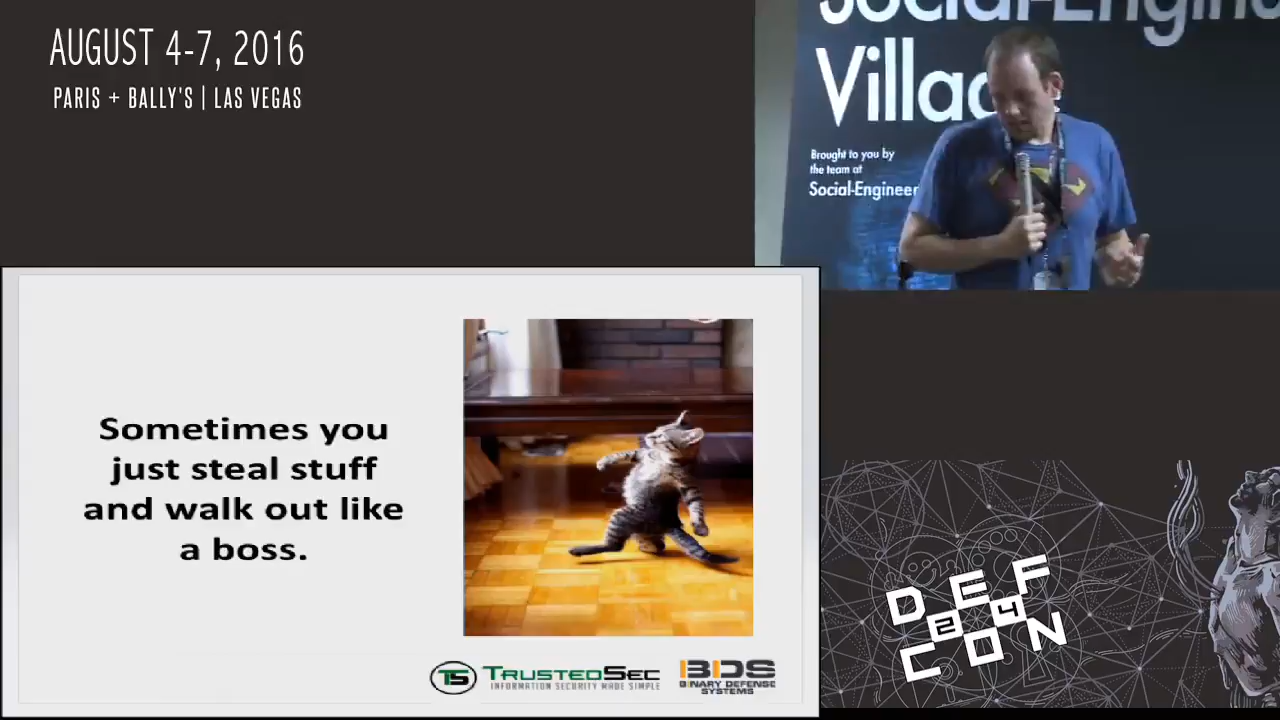 AUGUST 4-7, 2016
PARIS + BALLY'S | LAS VEGAS
Social-Engine
Villa
Brought to you by
the team at
Social-Engineer
Sometimes you
just steal stuff
and walk out like
a boss.
TS TRUSTEDSEC
INFORMATION SECURITY MADE SIMPLE
BDS
BINARY DEFENSE
SYSTEMS
DEF
24
CON